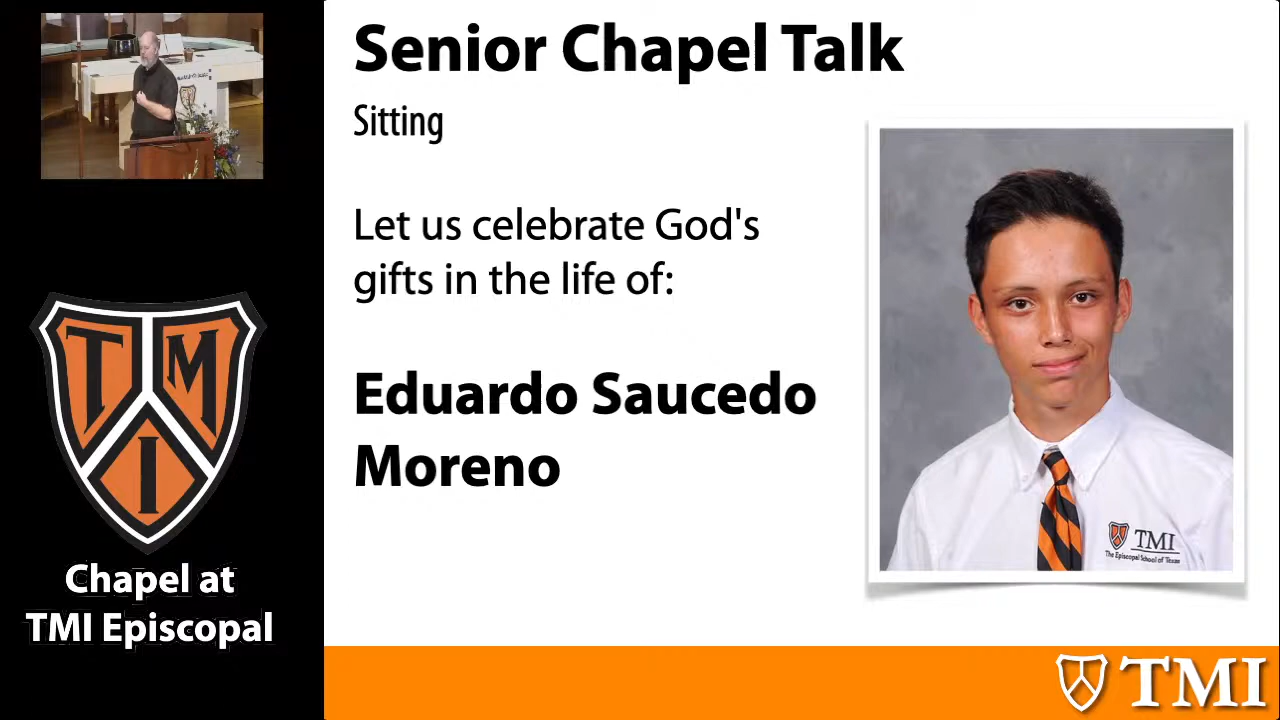 Senior Chapel Talk
Sitting
Let us celebrate God's
gifts in the life of:
Eduardo Saucedo
Moreno
TMI
The Episcopal School of Texas
T M
I
Chapel at
TMI Episcopal
TMI